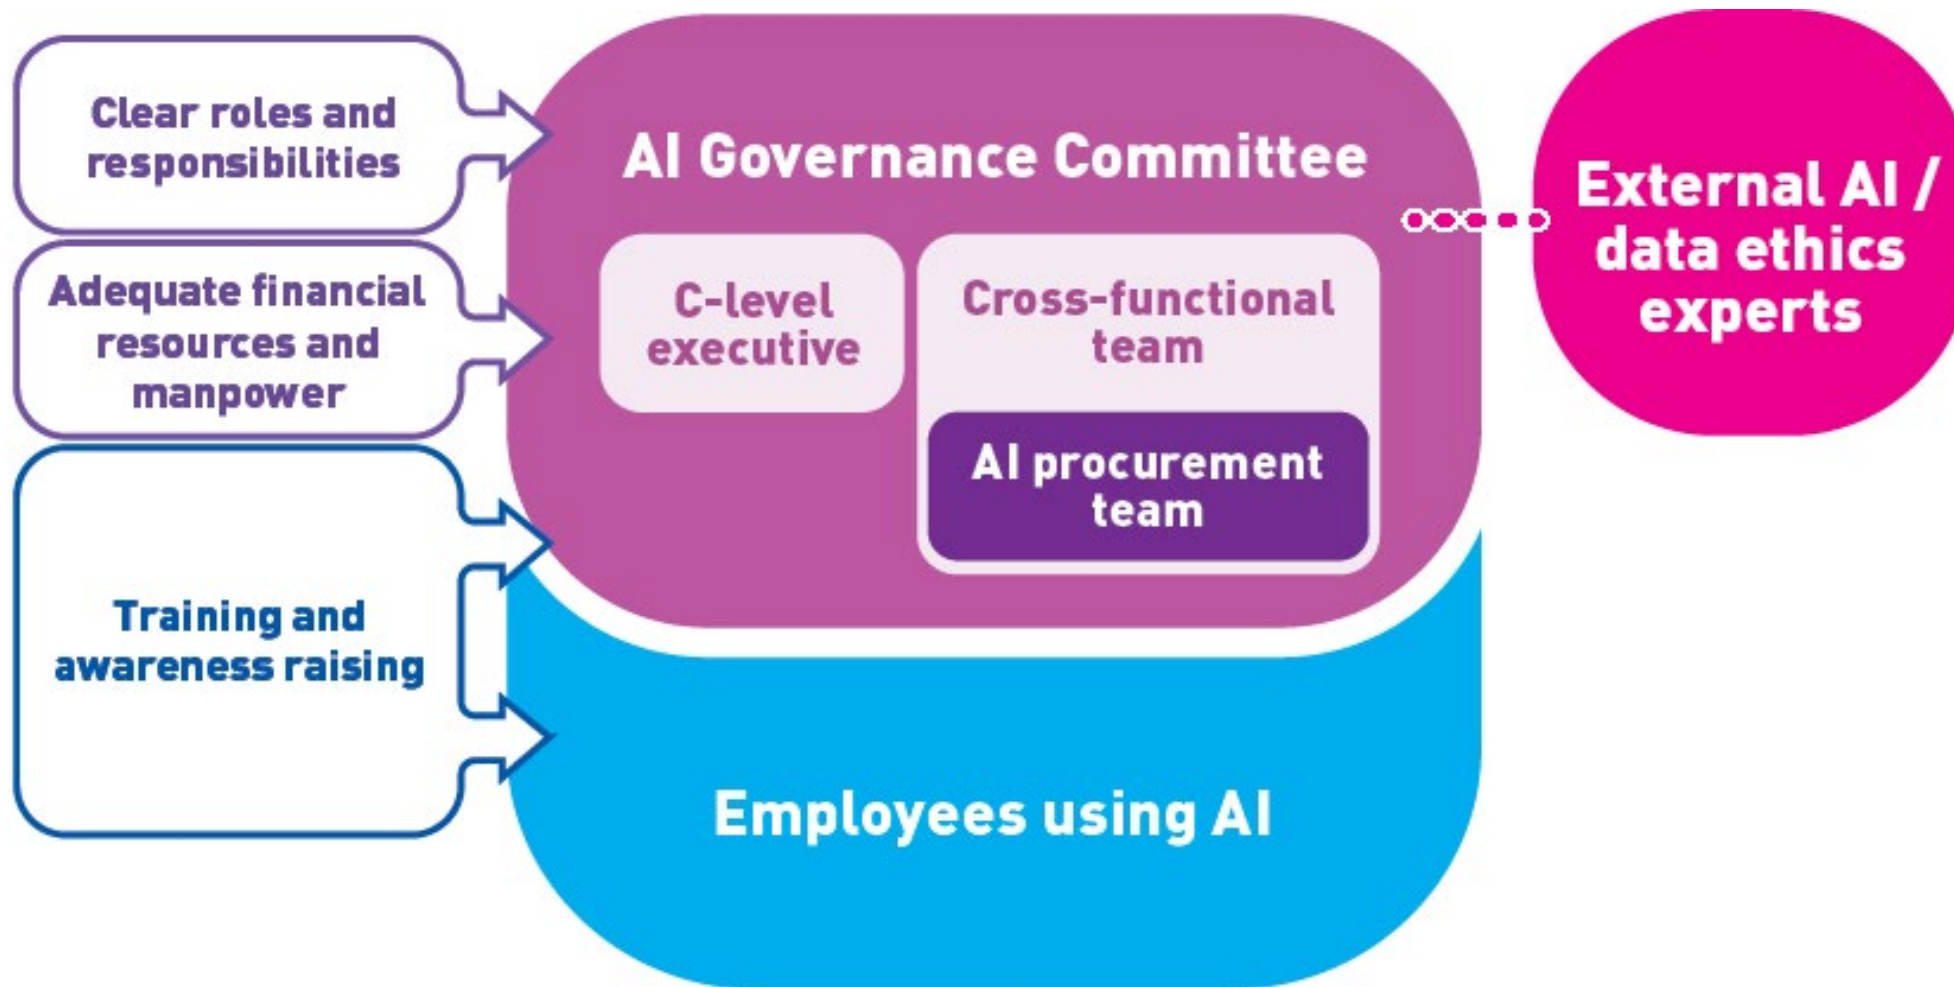 Clear roles and
responsibilities
Adequate financial
resources and
manpower
Training and
awareness raising
AI Governance Committee
C-level
executive
Cross-functional
team
AI procurement
team
Employees using AI
External AI /
data ethics
experts